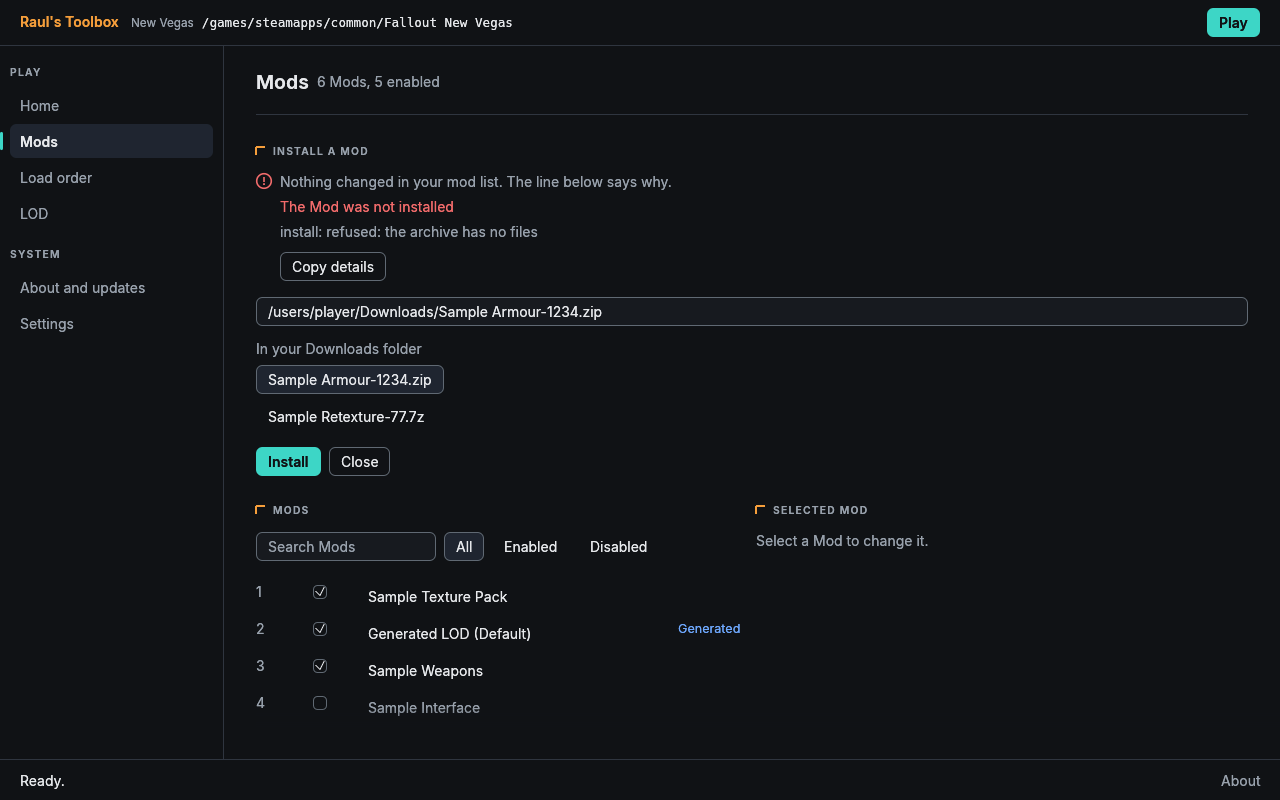 Raul's Toolbox New Vegas /games/steamapps/common/Fallout New Vegas Play
PLAY
Home
Mods
Load order
LOD
SYSTEM
About and updates
Settings
Mods 6 Mods, 5 enabled
INSTALL A MOD
Nothing changed in your mod list. The line below says why.
The Mod was not installed
install: refused: the archive has no files
Copy details
/users/player/Downloads/Sample Armour-1234.zip
In your Downloads folder
Sample Armour-1234.zip
Sample Retexture-77.7z
Install Close
MODS
Search Mods All Enabled Disabled
1 Sample Texture Pack
2 Generated LOD (Default) Generated
3 Sample Weapons
4 Sample Interface
SELECTED MOD
Select a Mod to change it.
Ready. About